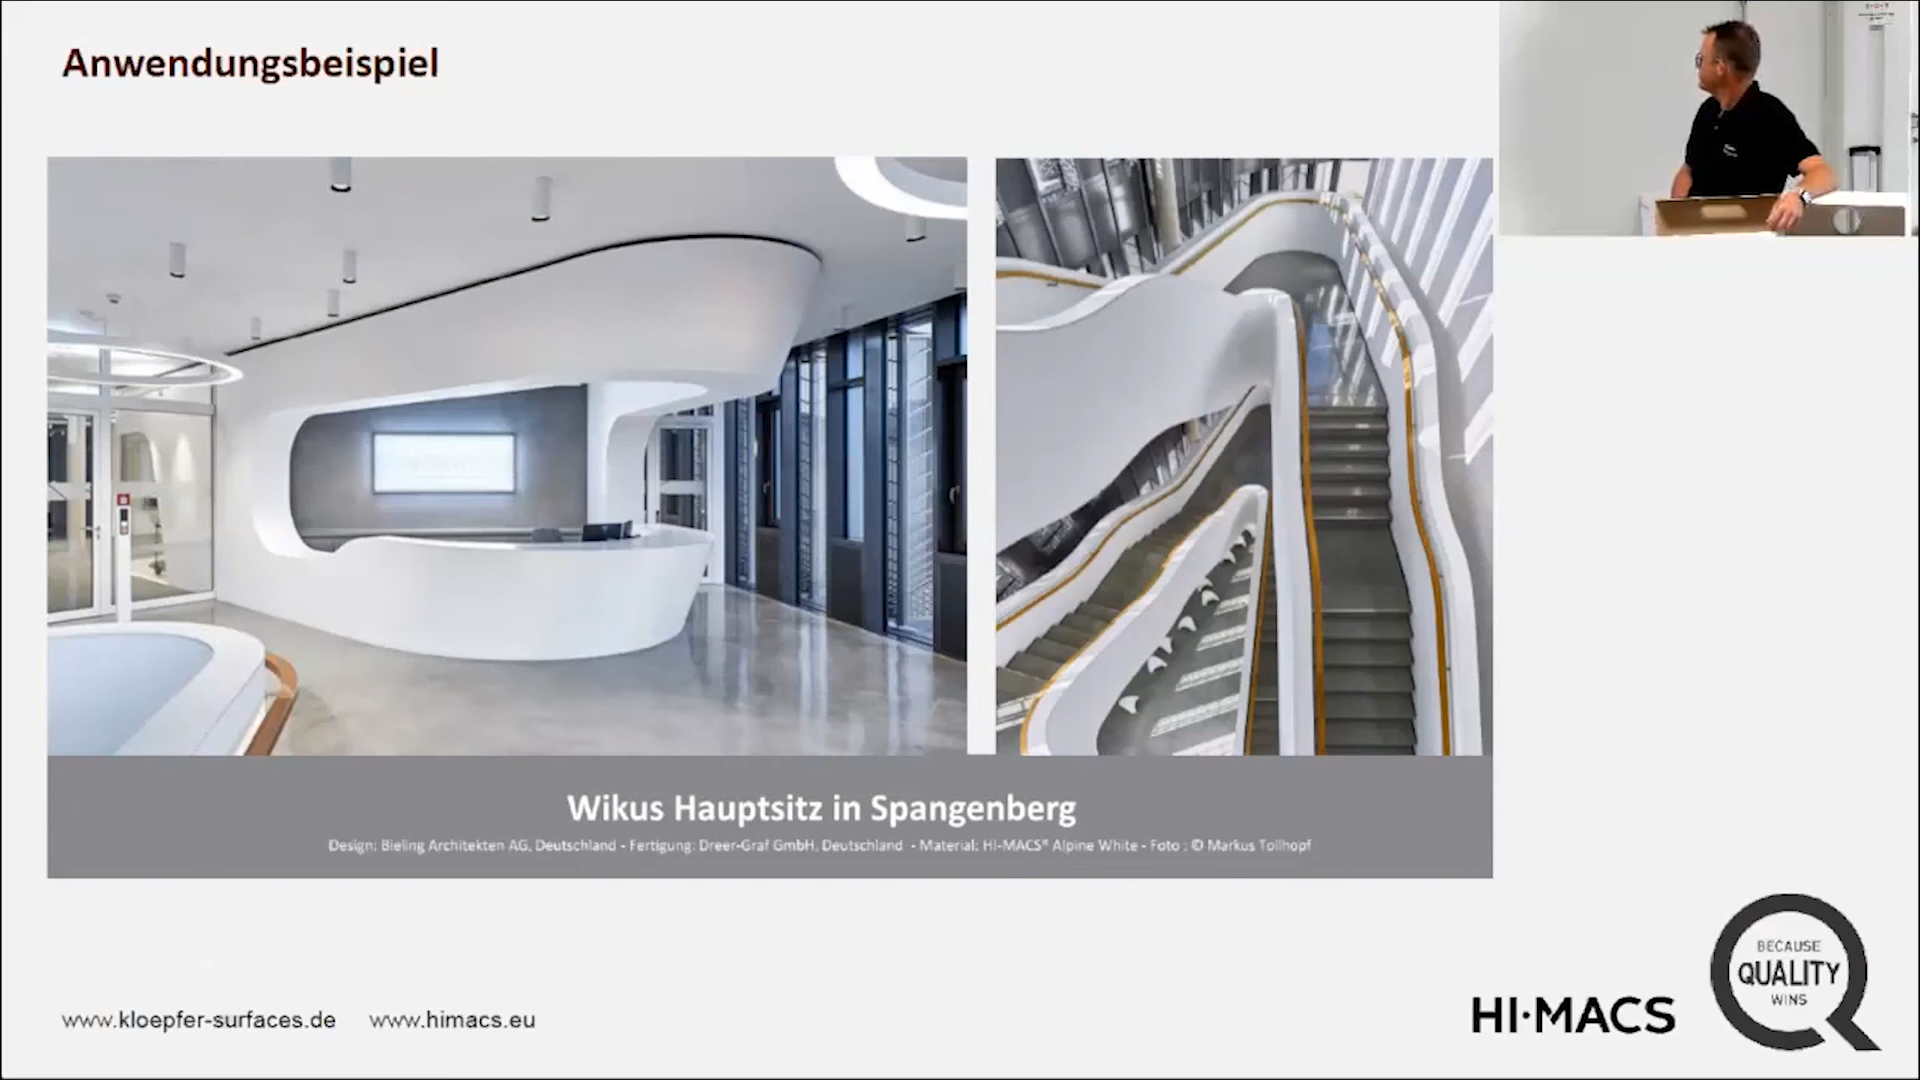 Anwendungsbeispiel
Wikus Hauptsitz in Spangenberg
Design: Bieling Architekten AG, Deutschland - Fertigung: Dreer-Graf GmbH, Deutschland - Material: HI-MACS® Alpine White - Foto : © Markus Tollhopf
www.kloepfer-surfaces.de www.himacs.eu
HI·MACS
BECAUSE
QUALITY
WINS